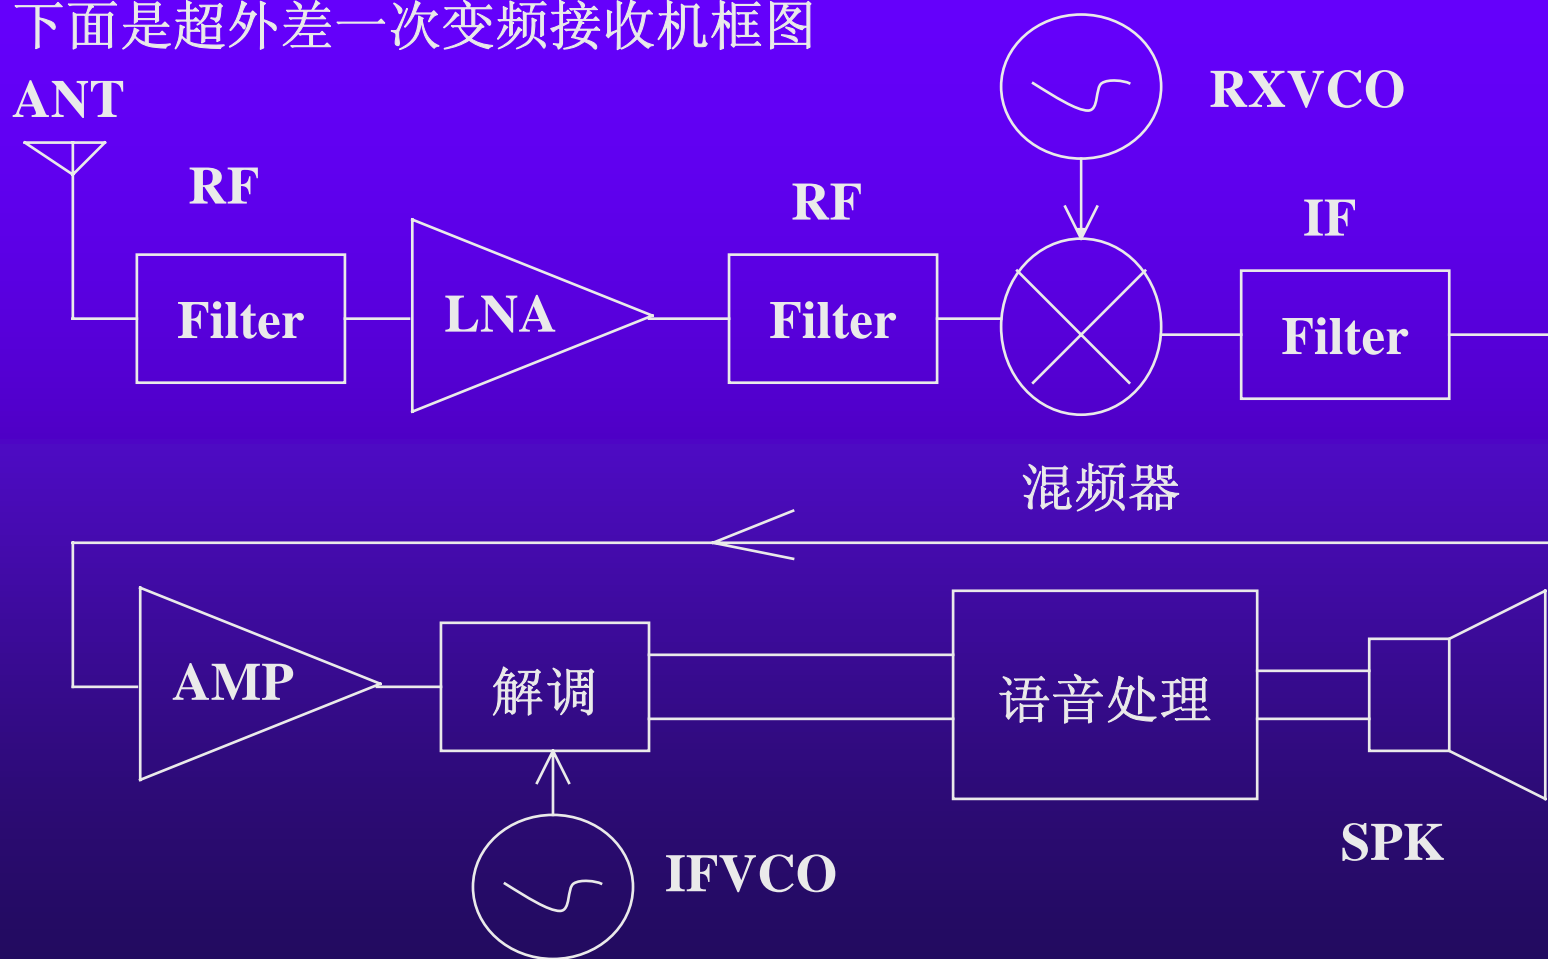 下面是超外差一次变频接收机框图
ANT
RXVCO
RF
RF
IF
Filter
LNA
Filter
Filter
混频器
AMP
解调
语音处理
SPK
IFVCO